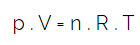 p . V = n . R . T